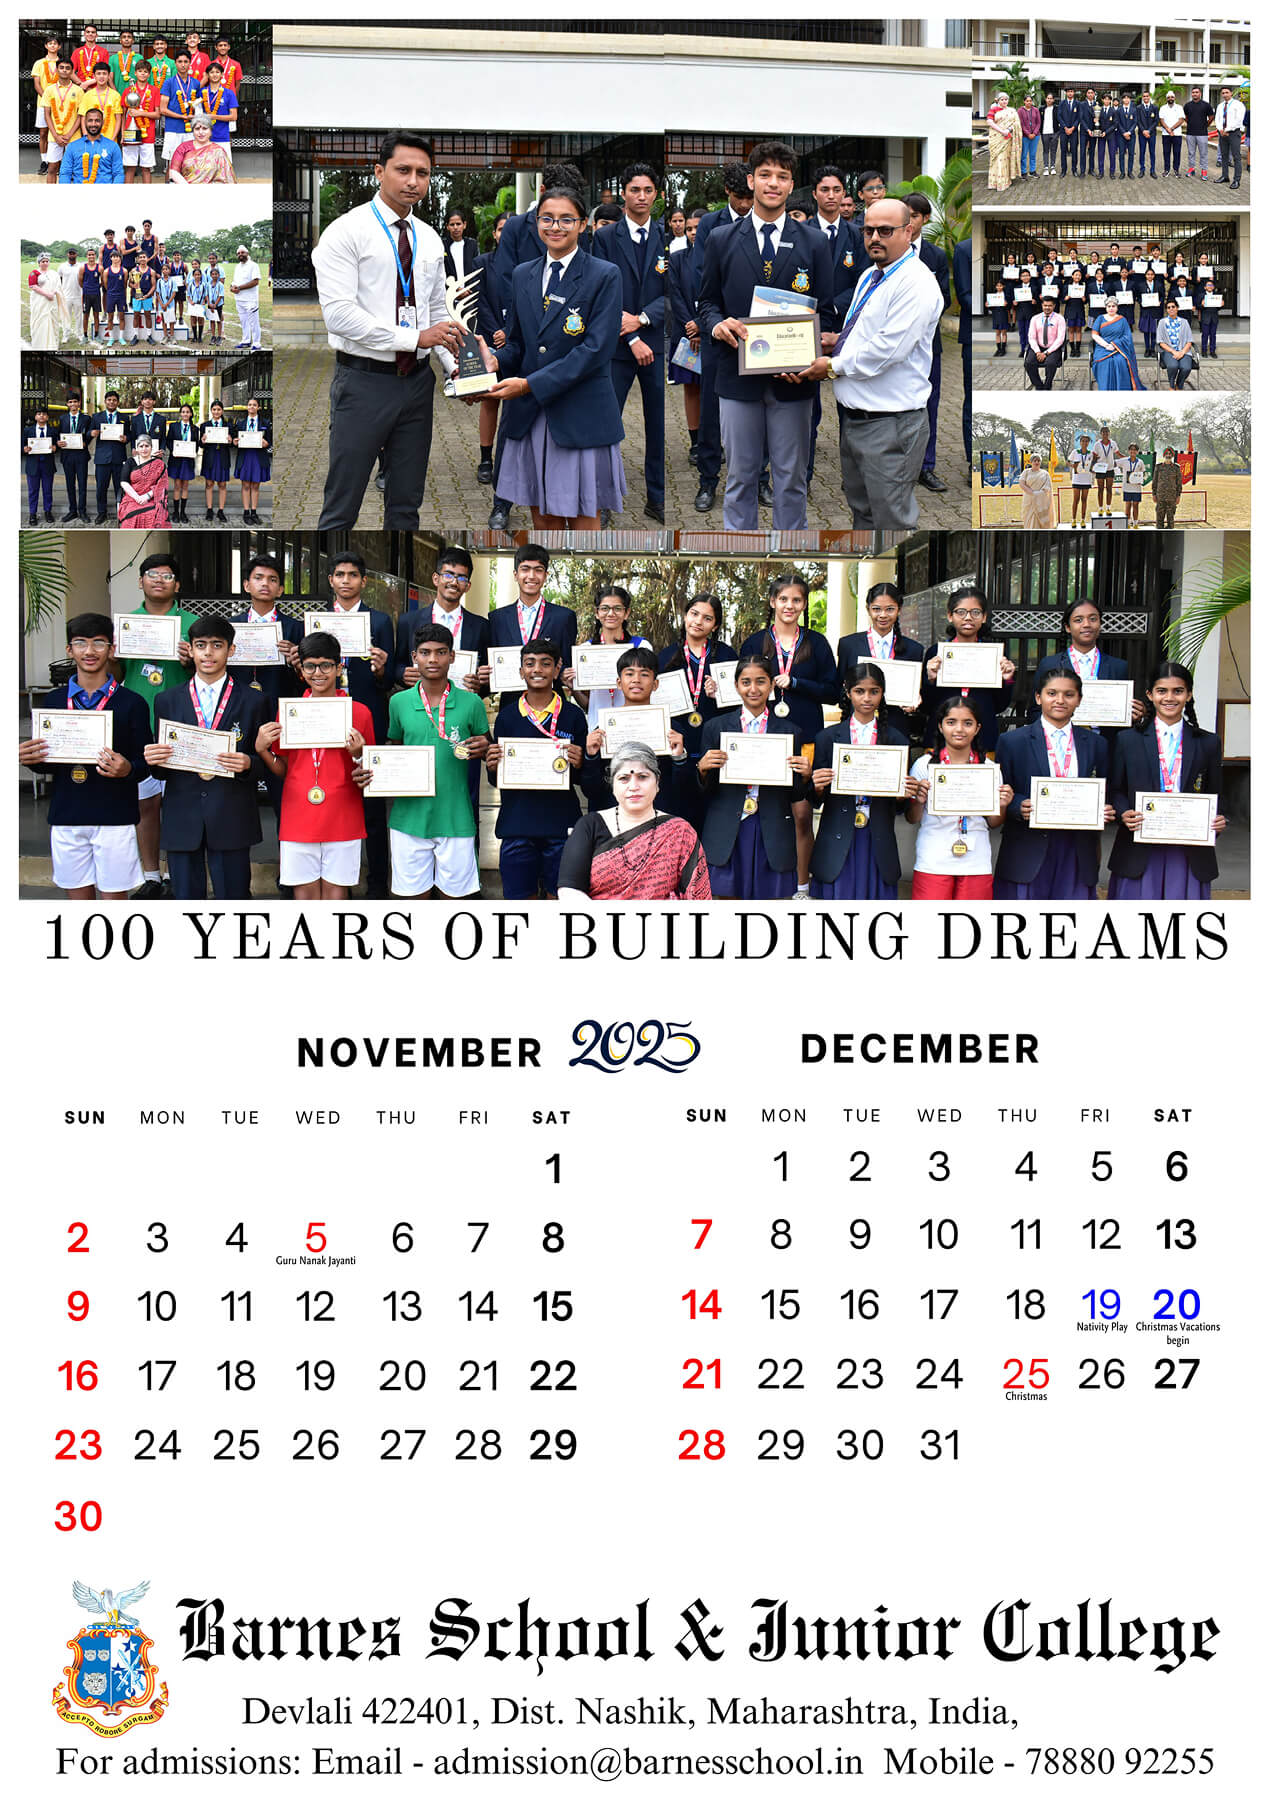 100 YEARS OF BUILDING DREAMS
NOVEMBER 2025 DECEMBER
SUN MON TUE WED THU FRI SAT
1
2 3 4 5 6 7 8
Guru Nanak Jayanti
9 10 11 12 13 14 15
16 17 18 19 20 21 22
23 24 25 26 27 28 29
30
SUN MON TUE WED THU FRI SAT
1 2 3 4 5 6
7 8 9 10 11 12 13
14 15 16 17 18 19 20
Nativity Play Christmas Vacations
begin
21 22 23 24 25 26 27
Christmas
28 29 30 31
Barnes School & Junior College
ACCEPTO ROBORE SURGAM
Devlali 422401, Dist. Nashik, Maharashtra, India,
For admissions: Email - admission@barnesschool.in Mobile - 78880 92255